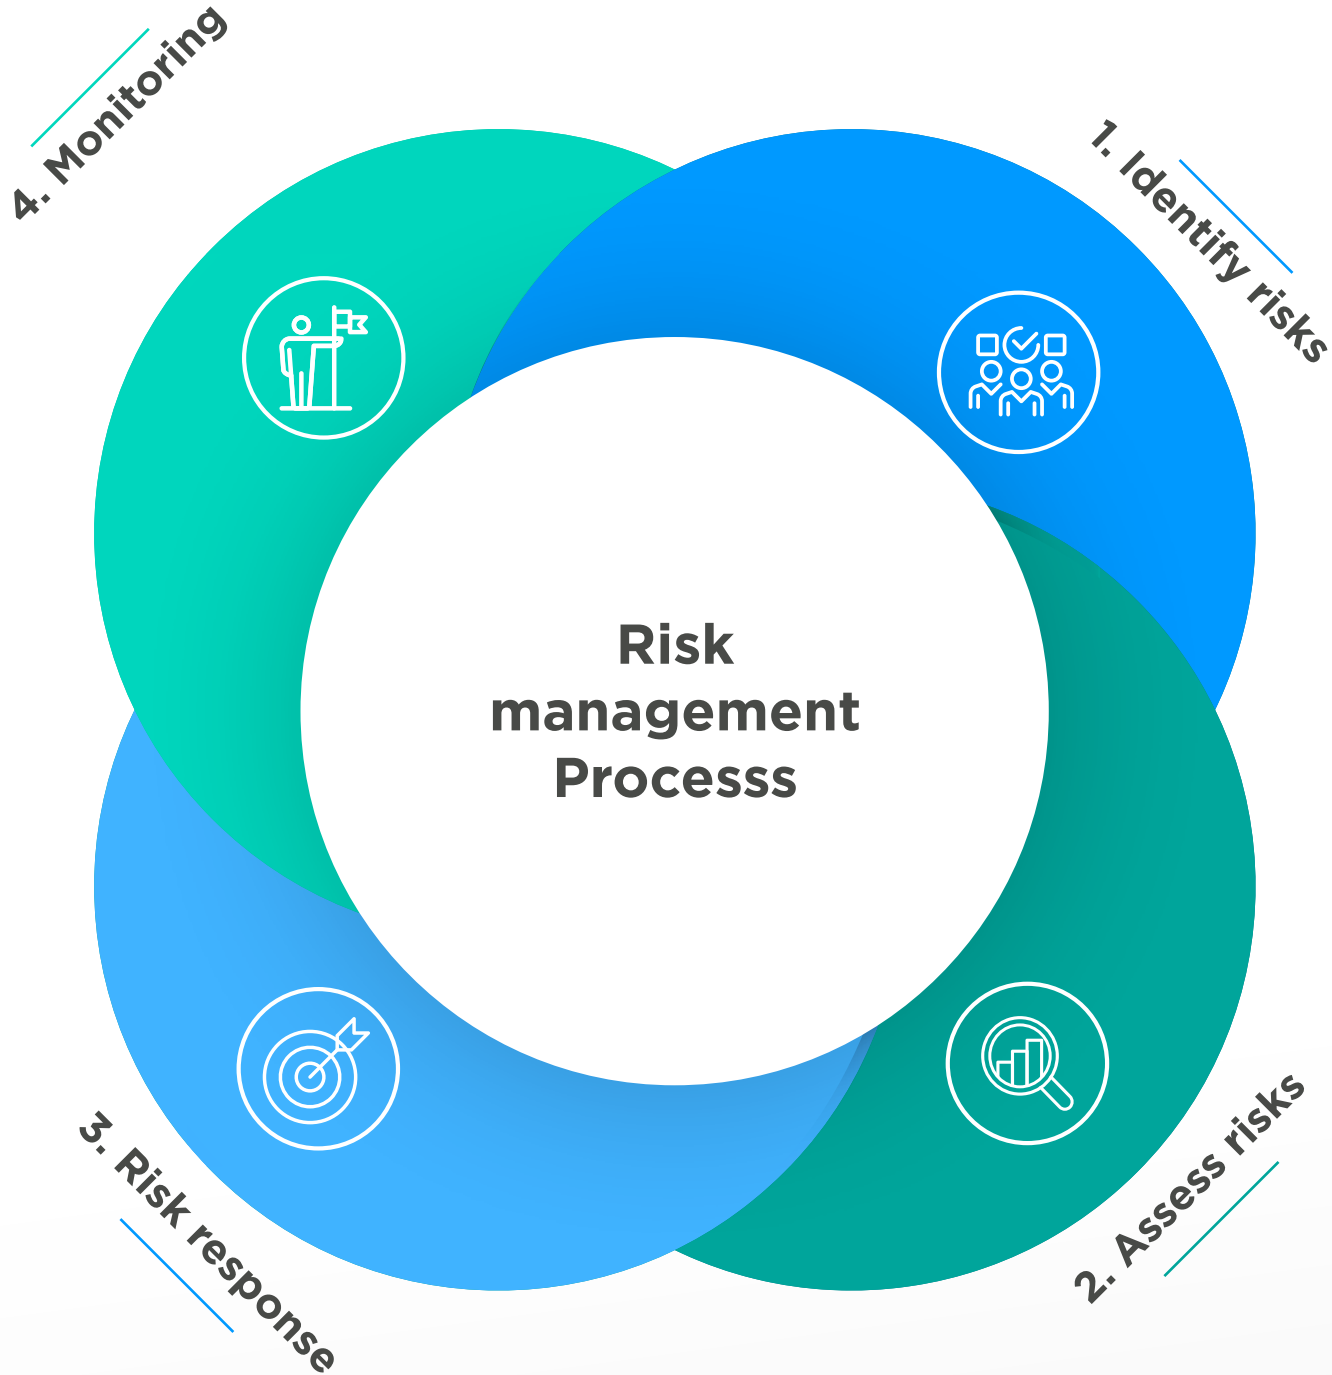 4. Monitoring
1. Identify risks
Risk
management
Processs
3. Risk response
2. Assess risks